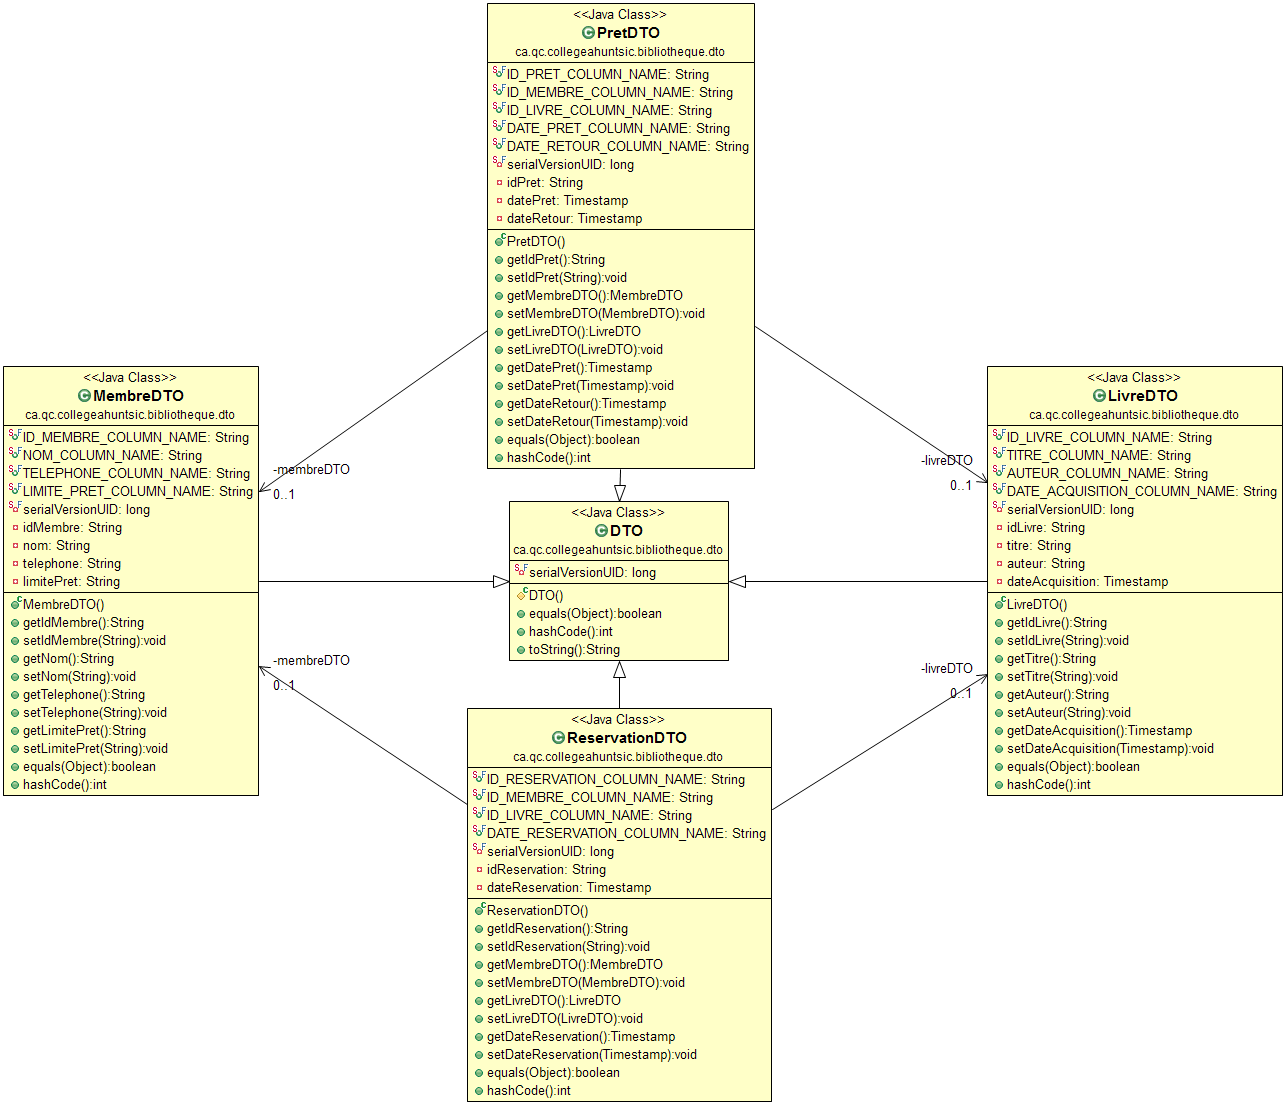 <<Java Class>>
PretDTO
ca.qc.collegeahuntsic.bibliotheque.dto
ID_PRET_COLUMN_NAME: String
ID_MEMBRE_COLUMN_NAME: String
ID_LIVRE_COLUMN_NAME: String
DATE_PRET_COLUMN_NAME: String
DATE_RETOUR_COLUMN_NAME: String
serialVersionUID: long
idPret: String
datePret: Timestamp
dateRetour: Timestamp
PretDTO()
getIdPret():String
setIdPret(String):void
getMembreDTO():MembreDTO
setMembreDTO(MembreDTO):void
getLivreDTO():LivreDTO
setLivreDTO(LivreDTO):void
getDatePret():Timestamp
setDatePret(Timestamp):void
getDateRetour():Timestamp
setDateRetour(Timestamp):void
equals(Object):boolean
hashCode():int
<<Java Class>>
MembreDTO
ca.qc.collegeahuntsic.bibliotheque.dto
ID_MEMBRE_COLUMN_NAME: String
NOM_COLUMN_NAME: String
TELEPHONE_COLUMN_NAME: String
LIMITE_PRET_COLUMN_NAME: String
serialVersionUID: long
idMembre: String
nom: String
telephone: String
limitePret: String
MembreDTO()
getIdMembre():String
setIdMembre(String):void
getNom():String
setNom(String):void
getTelephone():String
setTelephone(String):void
getLimitePret():String
setLimitePret(String):void
equals(Object):boolean
hashCode():int
-membreDTO
0..1
-membreDTO
0..1
<<Java Class>>
DTO
ca.qc.collegeahuntsic.bibliotheque.dto
serialVersionUID: long
DTO()
equals(Object):boolean
hashCode():int
toString():String
-livreDTO
0..1
-livreDTO
0..1
<<Java Class>>
LivreDTO
ca.qc.collegeahuntsic.bibliotheque.dto
ID_LIVRE_COLUMN_NAME: String
TITRE_COLUMN_NAME: String
AUTEUR_COLUMN_NAME: String
DATE_ACQUISITION_COLUMN_NAME: String
serialVersionUID: long
idLivre: String
titre: String
auteur: String
dateAcquisition: Timestamp
LivreDTO()
getIdLivre():String
setIdLivre(String):void
getTitre():String
setTitre(String):void
getAuteur():String
setAuteur(String):void
getDateAcquisition():Timestamp
setDateAcquisition(Timestamp):void
equals(Object):boolean
hashCode():int
<<Java Class>>
ReservationDTO
ca.qc.collegeahuntsic.bibliotheque.dto
ID_RESERVATION_COLUMN_NAME: String
ID_MEMBRE_COLUMN_NAME: String
ID_LIVRE_COLUMN_NAME: String
DATE_RESERVATION_COLUMN_NAME: String
serialVersionUID: long
idReservation: String
dateReservation: Timestamp
ReservationDTO()
getIdReservation():String
setIdReservation(String):void
getMembreDTO():MembreDTO
setMembreDTO(MembreDTO):void
getLivreDTO():LivreDTO
setLivreDTO(LivreDTO):void
getDateReservation():Timestamp
setDateReservation(Timestamp):void
equals(Object):boolean
hashCode():int